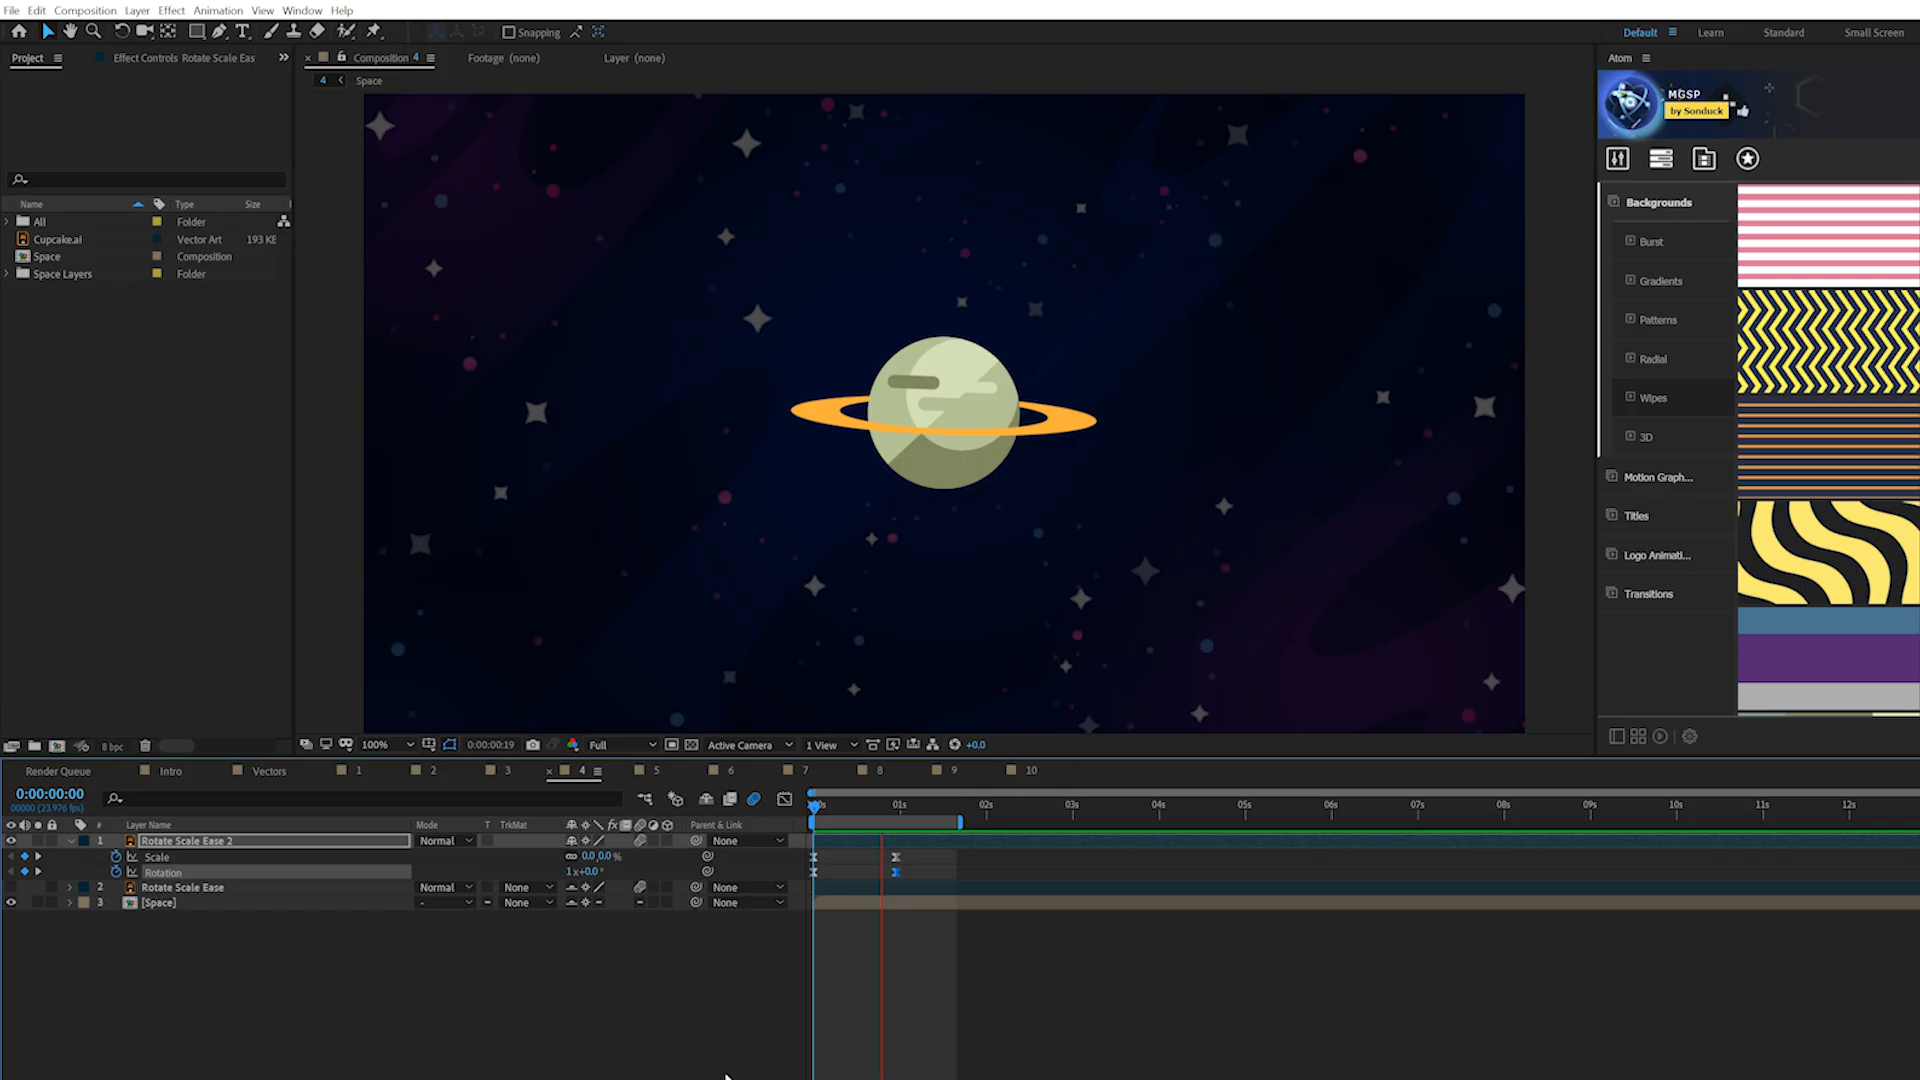 File Edit Composition Layer Effect Animation View Window Help
Snapping
Default Learn Standard Small Screen
Project Effect Controls Rotate Scale Eas
Composition 4 Footage (none) Layer (none)
Atom
4 Space
MGSP
by Sonduck
Name Type Size
All Folder
Cupcake.ai Vector Art 193 KB
Space Composition
Space Layers Folder
Backgrounds
Burst
Gradients
Patterns
Radial
Wipes
3D
Motion Graph...
Titles
Logo Animati...
Transitions
8 bpc
100% 0:00:00:19 Full Active Camera 1 View +0.0
Render Queue Intro Vectors 1 2 3 4 5 6 7 8 9 10
0:00:00:00
00000 (23.976 fps)
01s 02s 03s 04s 05s 06s 07s 08s 09s 10s 11s 12s
# Layer Name Mode T TrkMat fx Parent & Link
1 Rotate Scale Ease 2 Normal None
Scale 0.0,0.0 %
Rotation 1x+0.0 °
2 Rotate Scale Ease Normal None None
3 [Space] - None None